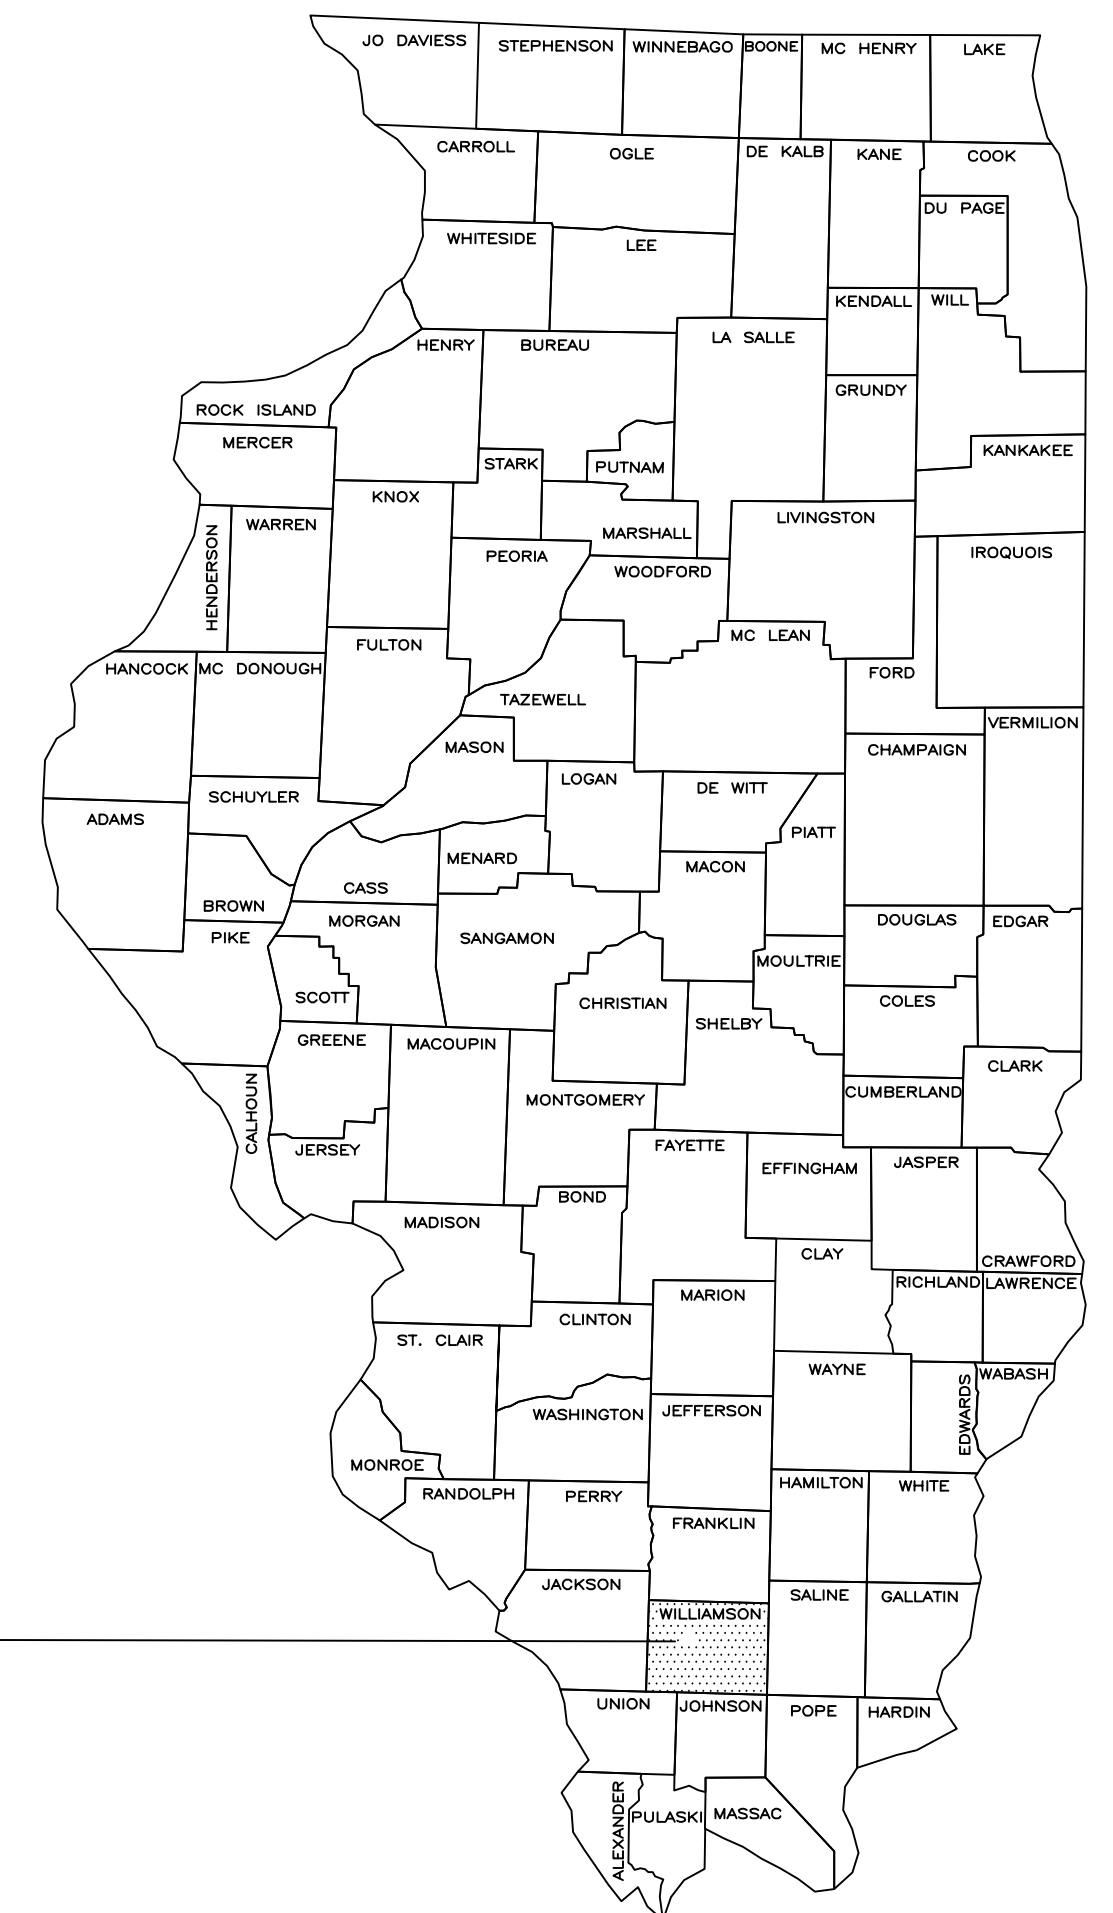 JO DAVIESS
STEPHENSON
WINNEBAGO
BOONE
MC HENRY
LAKE
CARROLL
OGLE
DE KALB
KANE
COOK
DU PAGE
WHITESIDE
LEE
KENDALL
WILL
HENRY
BUREAU
LA SALLE
GRUNDY
ROCK ISLAND
MERCER
STARK
PUTNAM
KANKAKEE
KNOX
HENDERSON
WARREN
MARSHALL
LIVINGSTON
PEORIA
WOODFORD
IROQUOIS
FULTON
MC LEAN
HANCOCK
MC DONOUGH
FORD
TAZEWELL
VERMILION
MASON
CHAMPAIGN
LOGAN
DE WITT
SCHUYLER
ADAMS
PIATT
MENARD
MACON
CASS
BROWN
MORGAN
DOUGLAS
EDGAR
PIKE
SANGAMON
MOULTRIE
SCOTT
CHRISTIAN
COLES
SHELBY
GREENE
MACOUPIN
CLARK
CALHOUN
MONTGOMERY
CUMBERLAND
JERSEY
FAYETTE
EFFINGHAM
JASPER
BOND
MADISON
CLAY
CRAWFORD
RICHLAND
LAWRENCE
MARION
CLINTON
ST. CLAIR
WAYNE
EDWARDS
WABASH
WASHINGTON
JEFFERSON
MONROE
RANDOLPH
PERRY
HAMILTON
WHITE
FRANKLIN
JACKSON
SALINE
GALLATIN
WILLIAMSON
UNION
JOHNSON
POPE
HARDIN
ALEXANDER
PULASKI
MASSAC